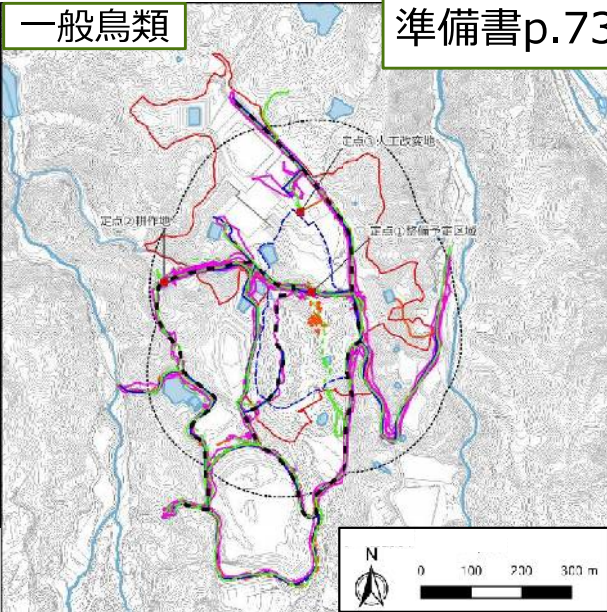 一般鳥類
準備書p.73
定点③人工改変地
定点②耕作地
定点①整備予定区域
N
0 100 200 300 m